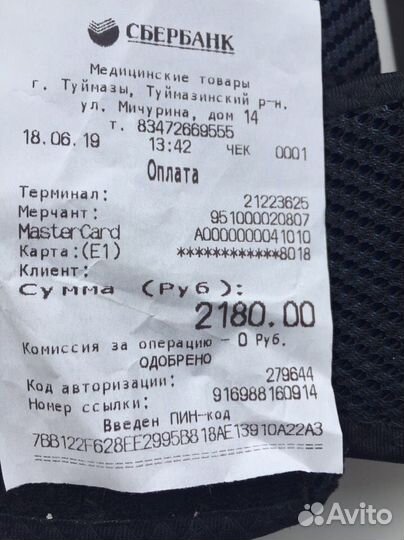 СБЕРБАНК
Медицинские товары
г. Туймазы, Туймазинский р-н.
ул. Мичурина, дом 14
т. 83472669555
18.06.19 13:42 ЧЕК 0001
Оплата
Терминал: 21223625
Мерчант: 951000020807
MasterCard A0000000041010
Карта:(E1) ************8018
Клиент:
Сумма (Руб):
2180.00
Комиссия за операцию - 0 Руб.
ОДОБРЕНО
Код авторизации: 279644
Номер ссылки: 916988160914
Введен ПИН-код
7BB122F628EE2995B818AE13910A22A3
Avito